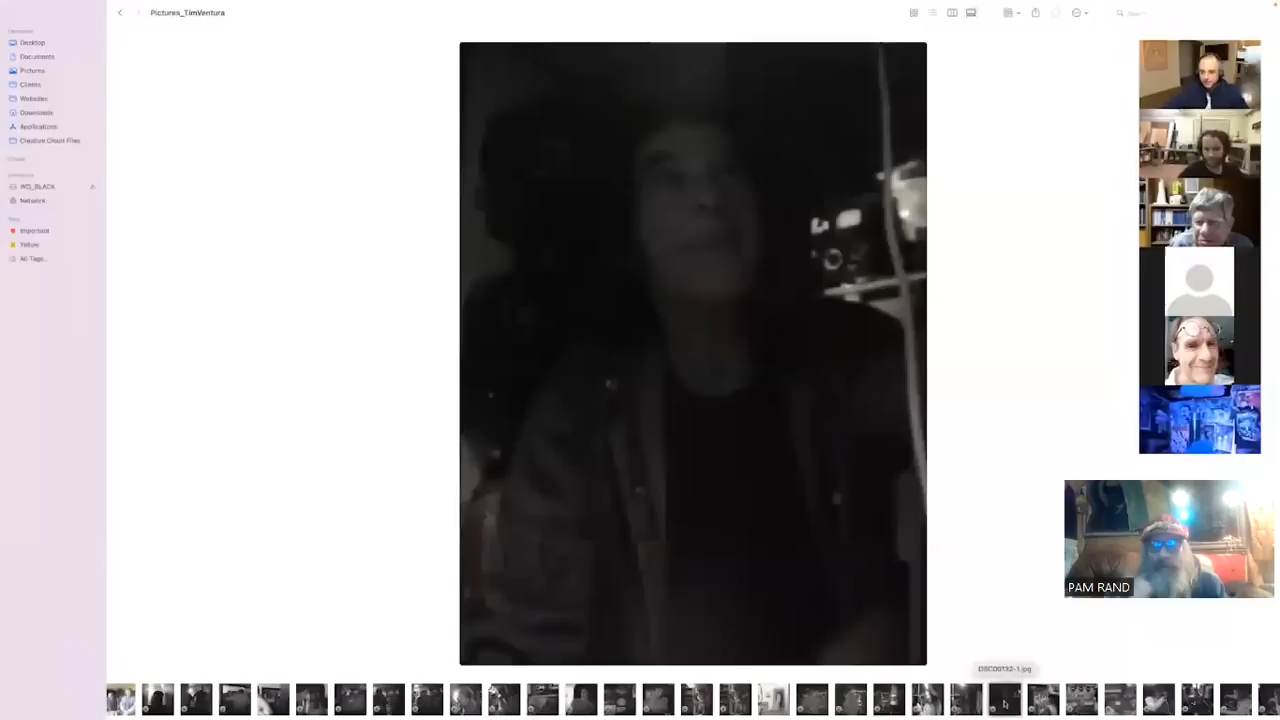 Pictures_TimVentura
Desktop
Documents
Pictures
Clients
Websites
Downloads
Applications
Creative Cloud Files
WD_BLACK
Network
Tags
Important
Yellow
All Tags...
PAM RAND
DSC00132-1.jpg